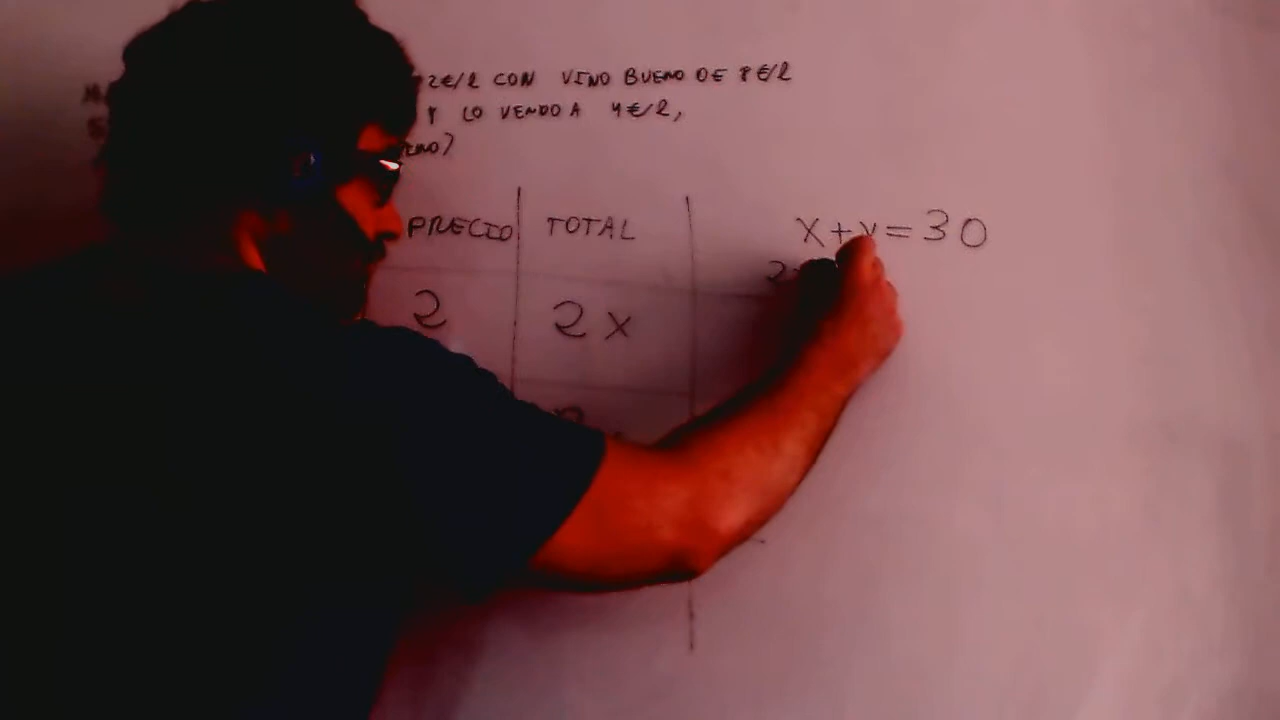 2€/l CON VINO BUENO DE 8€/l
Y LO VENDO A 4€/l,
PRECIO TOTAL
x+y=30
2
2x